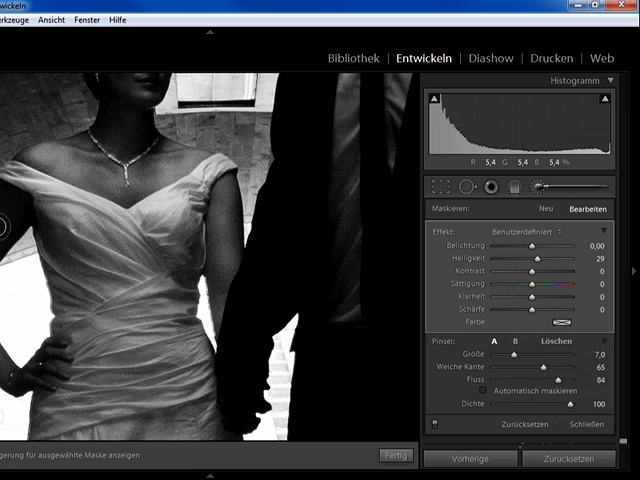 wickeln
erkzeuge Ansicht Fenster Hilfe
Bibliothek | Entwickeln | Diashow | Drucken | Web
Histogramm
R 5,4 G 5,4 B 5,4 %
Maskieren: Neu Bearbeiten
Effekt: Benutzerdefiniert
Belichtung 0,00
Helligkeit 29
Kontrast 0
Sättigung 0
Klarheit 0
Schärfe 0
Farbe
Pinsel: A B Löschen
Größe 7,0
Weiche Kante 65
Fluss 84
Automatisch maskieren
Dichte 100
Zurücksetzen Schließen
gerung für ausgewählte Maske anzeigen Fertig
Vorherige Zurücksetzen